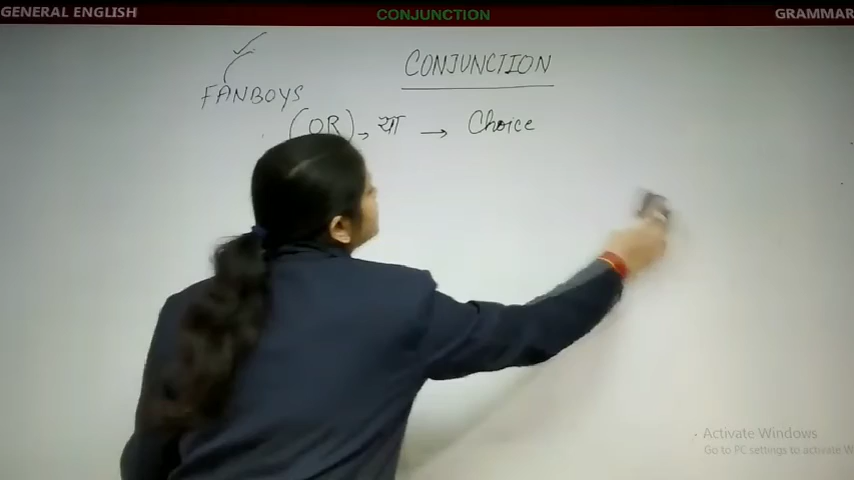 GENERAL ENGLISH
CONJUNCTION
GRAMMAR
CONJUNCTION
FANBOYS
(OR) → या → Choice
Activate Windows
Go to PC settings to activate W